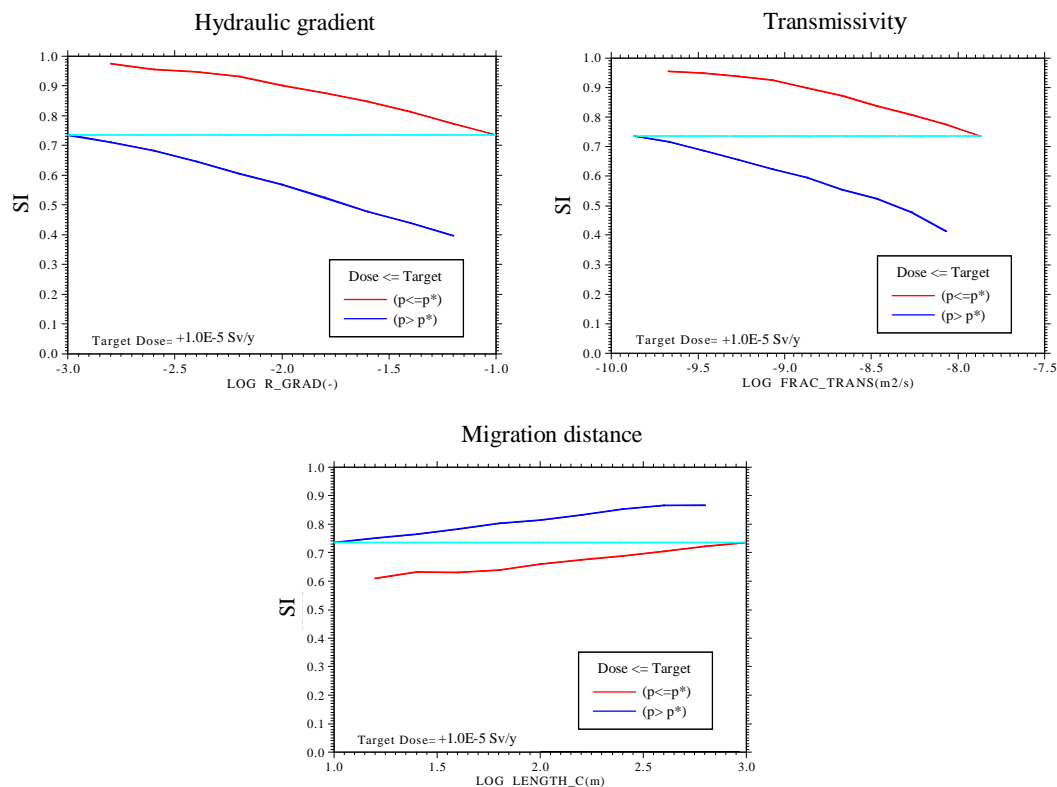 Hydraulic gradient
1.0
0.9
0.8
0.7
0.6
0.5
0.4
0.3
0.2
0.1
0.0
SI
Dose <= Target
(p<=p*)
(p> p*)
Target Dose= +1.0E-5 Sv/y
-3.0 -2.5 -2.0 -1.5 -1.0
LOG R_GRAD(-)
Transmissivity
1.0
0.9
0.8
0.7
0.6
0.5
0.4
0.3
0.2
0.1
0.0
SI
Dose <= Target
(p<=p*)
(p> p*)
Target Dose= +1.0E-5 Sv/y
-10.0 -9.5 -9.0 -8.5 -8.0 -7.5
LOG FRAC_TRANS(m2/s)
Migration distance
1.0
0.9
0.8
0.7
0.6
0.5
0.4
0.3
0.2
0.1
0.0
SI
Dose <= Target
(p<=p*)
(p> p*)
Target Dose= +1.0E-5 Sv/y
1.0 1.5 2.0 2.5 3.0
LOG LENGTH_C(m)